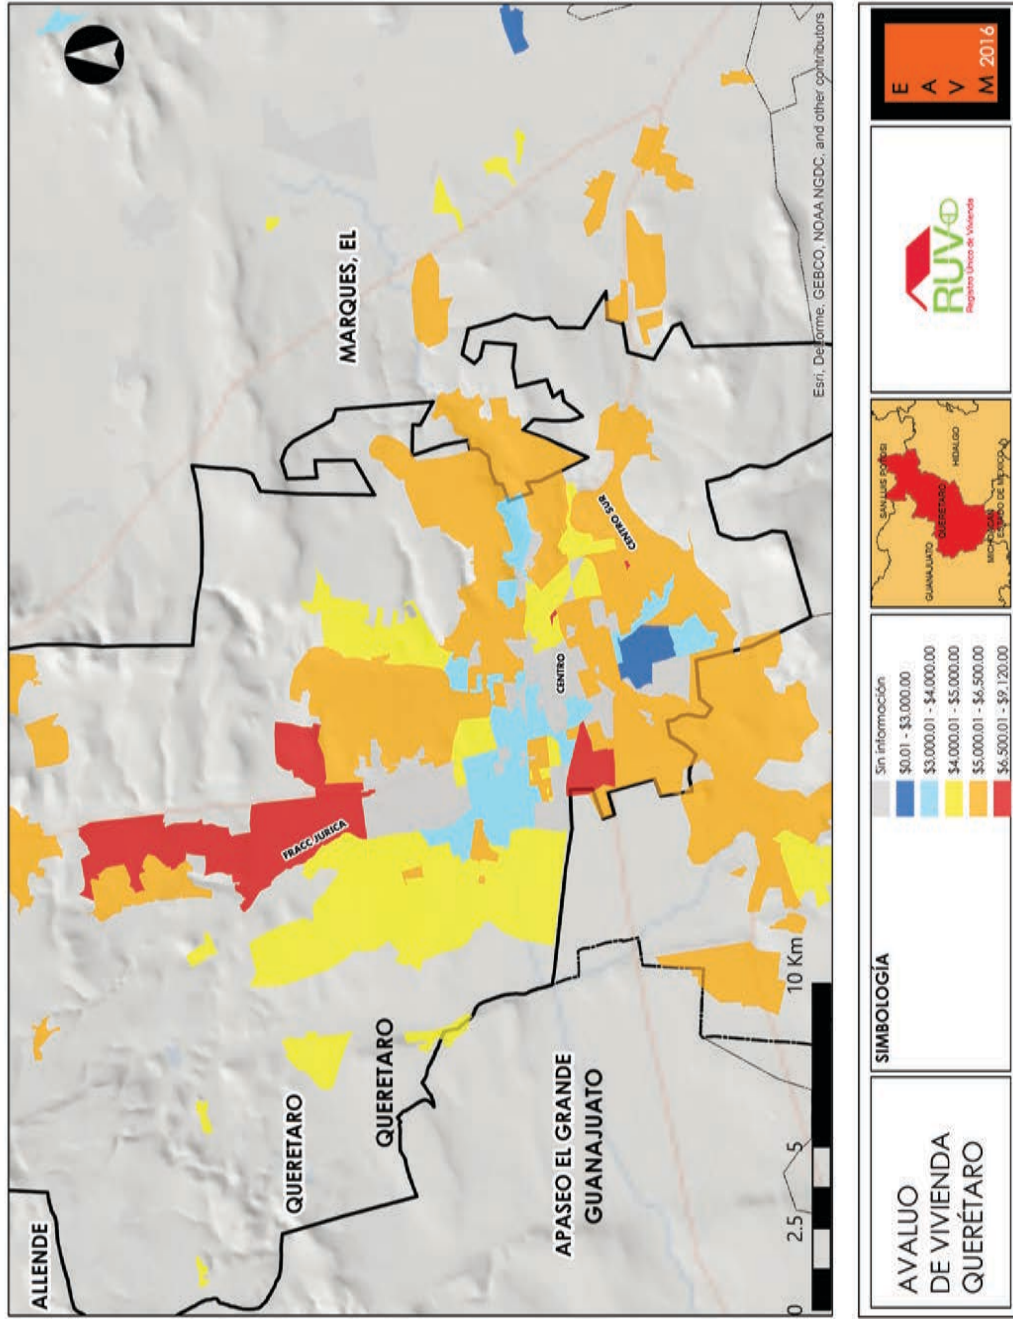 ALLENDE
MARQUES, EL
FRACC JURICA
CENTRO SUR
CENTRO
QUERETARO
QUERETARO
APASEO EL GRANDE
GUANAJUATO
0 2.5 5 10 Km
Esri, DeLorme, GEBCO, NOAA NGDC, and other contributors
AVALUO
DE VIVIENDA
QUERÉTARO
SIMBOLOGÍA
Sin información
$0.01 - $3,000.00
$3,000.01 - $4,000.00
$4,000.01 - $5,000.00
$5,000.01 - $6,500.00
$6,500.01 - $9,120.00
SAN LUIS POTOSI
GUANAJUATO
QUERETARO
HIDALGO
MICHOACAN
ESTADO DE MEXICO
RUV
Registro Único de Vivienda
E
A
V
M 2016